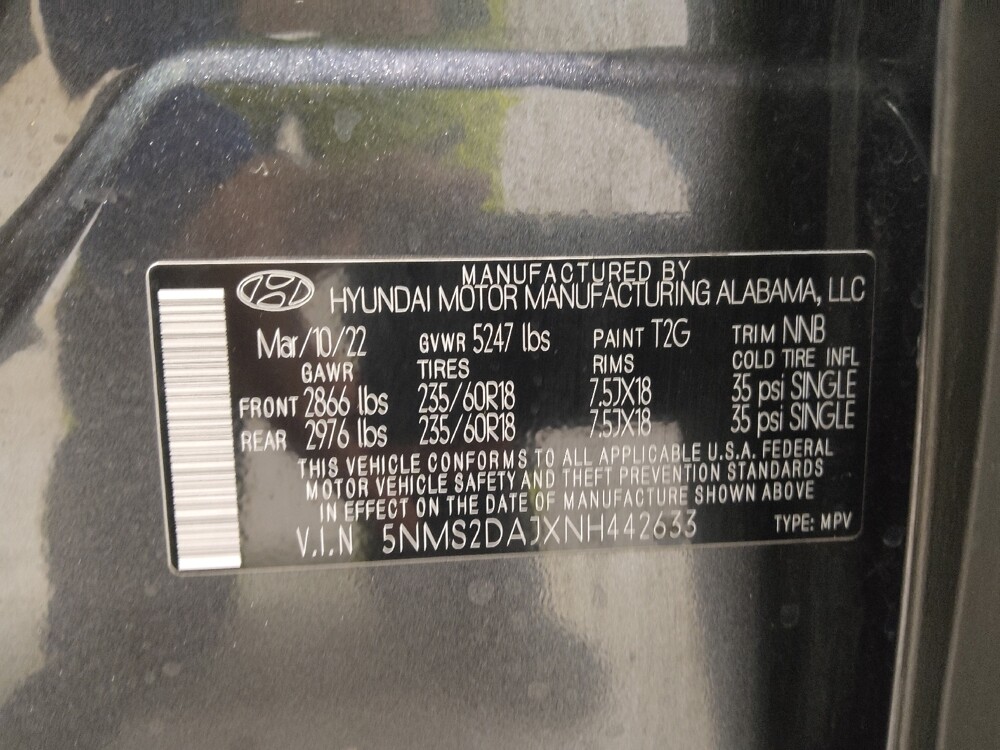 MANUFACTURED BY
HYUNDAI MOTOR MANUFACTURING ALABAMA, LLC
Mar/10/22 GVWR 5247 lbs PAINT T2G TRIM NNB
GAWR TIRES RIMS COLD TIRE INFL
FRONT 2866 lbs 235/60R18 7.5JX18 35 psi SINGLE
REAR 2976 lbs 235/60R18 7.5JX18 35 psi SINGLE
THIS VEHICLE CONFORMS TO ALL APPLICABLE U.S.A. FEDERAL
MOTOR VEHICLE SAFETY AND THEFT PREVENTION STANDARDS
IN EFFECT ON THE DATE OF MANUFACTURE SHOWN ABOVE
V.I.N 5NMS2DAJXNH442633 TYPE: MPV